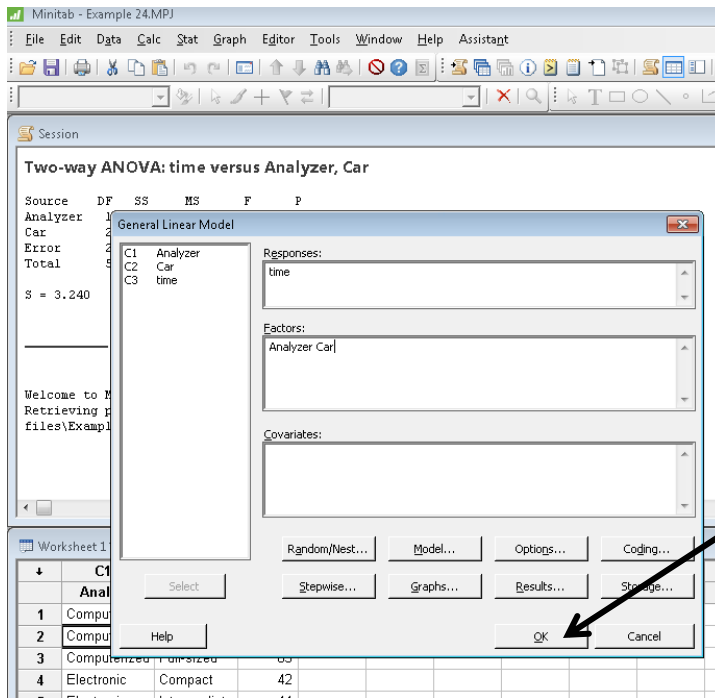 Minitab - Example 24.MPJ
File Edit Data Calc Stat Graph Editor Tools Window Help Assistant
Session
Two-way ANOVA: time versus Analyzer, Car
Source DF SS MS F P
Analyzer 1
Car 2
Error 2
Total 5
S = 3.240
Welcome to M
Retrieving p
files\Exampl
General Linear Model
C1 Analyzer
C2 Car
C3 time
Responses:
time
Factors:
Analyzer Car
Covariates:
Random/Nest... Model... Options... Coding...
Select Stepwise... Graphs... Results... Storage...
Help OK Cancel
Worksheet 1
C1
Anal
1 Compu
2 Compu
3 Computerized Full-sized 63
4 Electronic Compact 42